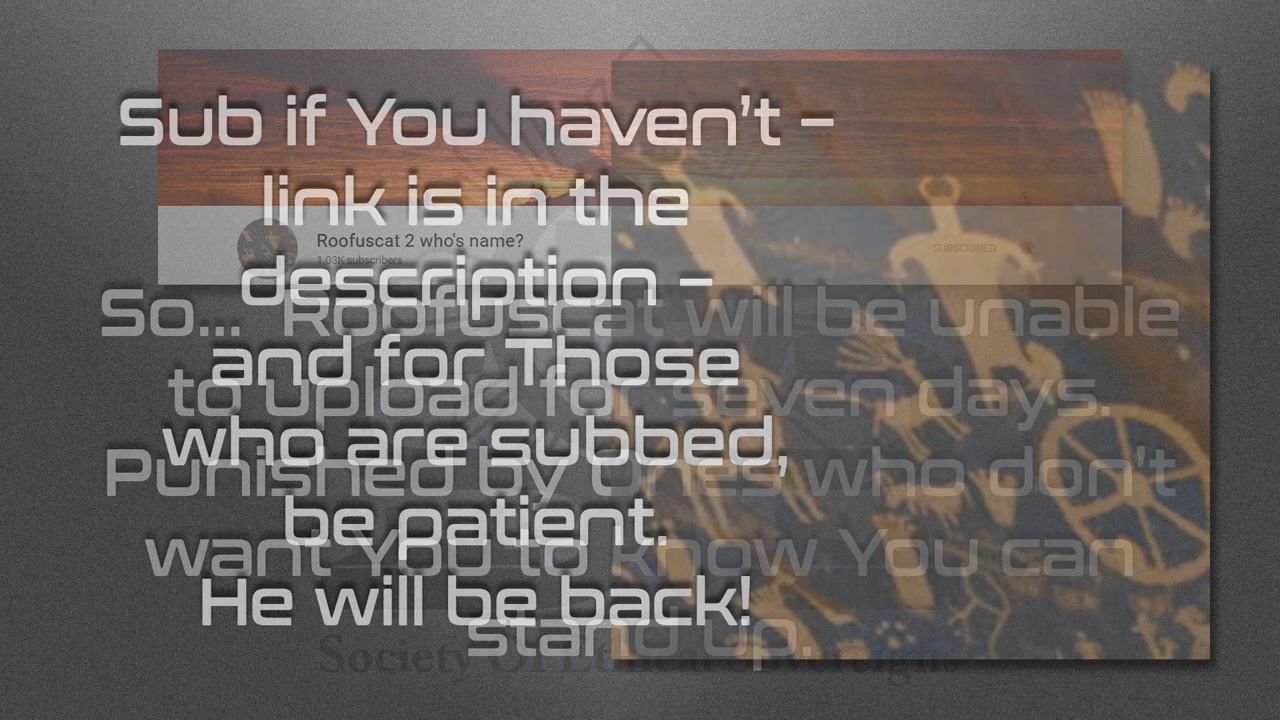 Sub if You haven't –
link is in the
description –
and for Those
who are subbed,
be patient.
He will be back!
Roofuscat 2 who's name?
1.03K subscribers
SUBSCRIBED
So... Roofuscat will be unable
to upload for seven days.
Punished by Ones who don't
want You to know You can
stand up.
Society Of